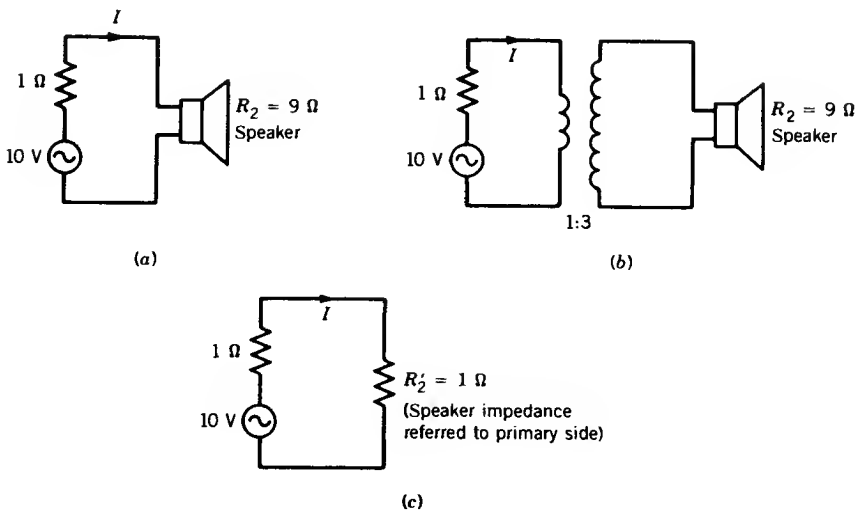 I
1 Ω
10 V
R₂ = 9 Ω
Speaker
(a)
I
1 Ω
10 V
1:3
R₂ = 9 Ω
Speaker
(b)
I
1 Ω
10 V
R′₂ = 1 Ω
(Speaker impedance
referred to primary side)
(c)